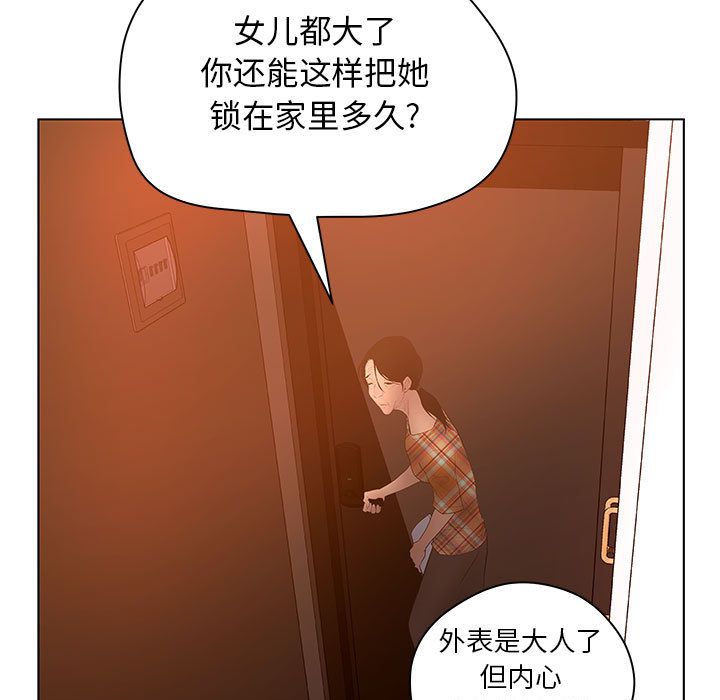 女儿都大了
你还能这样把她
锁在家里多久?
外表是大人了
但内心